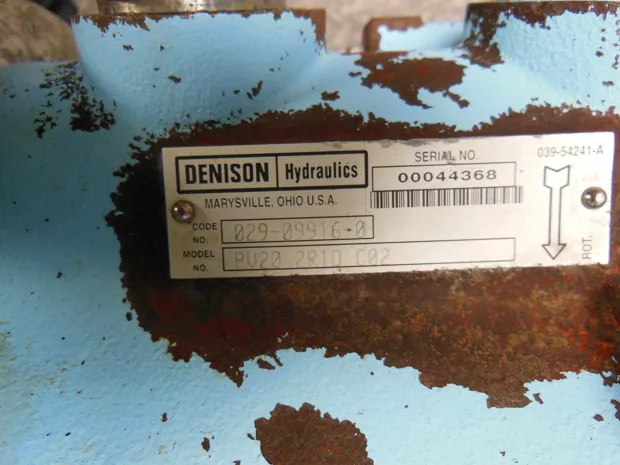 DENISON Hydraulics
SERIAL NO.
00044368
039-54241-A
MARYSVILLE, OHIO U.S.A.
CODE NO. 029-09916-0
MODEL NO. PV20 2R1D C02
ROT.